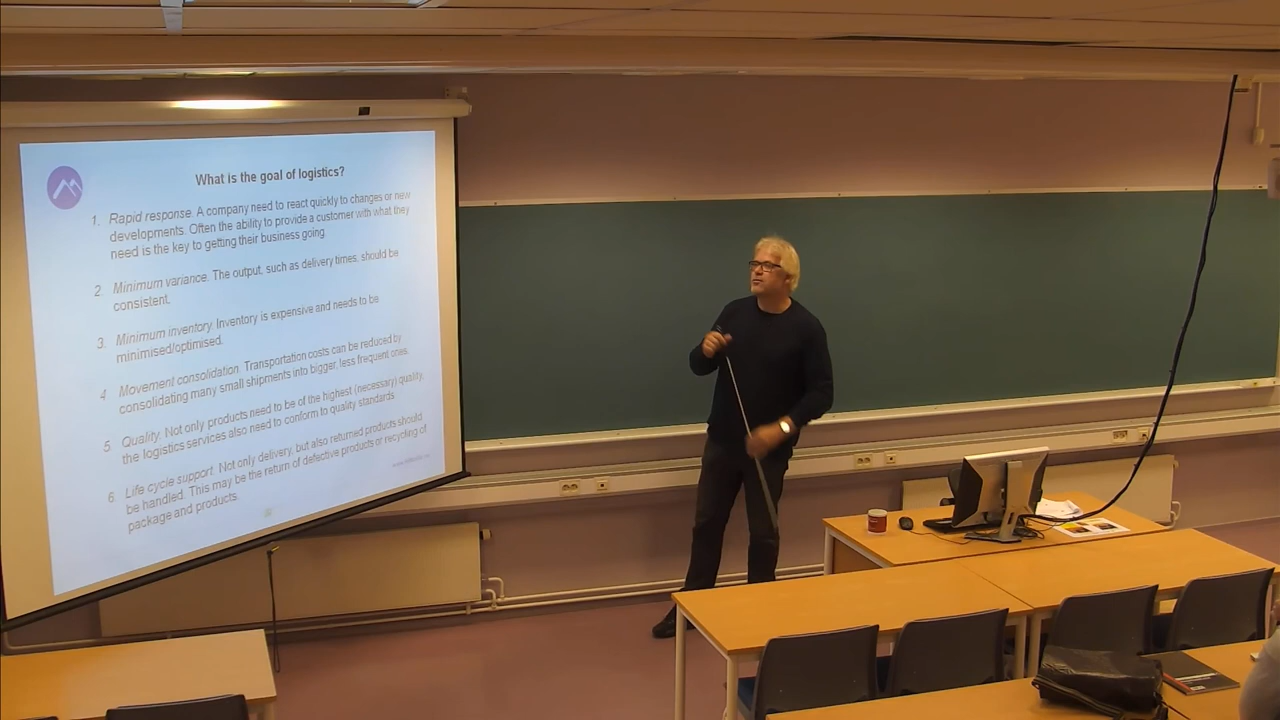 What is the goal of logistics?
1. Rapid response. A company need to react quickly to changes or new
developments. Often the ability to provide a customer with what they
need is the key to getting their business going.
2. Minimum variance. The output, such as delivery times, should be
consistent.
3. Minimum inventory. Inventory is expensive and needs to be
minimised/optimised.
4. Movement consolidation. Transportation costs can be reduced by
consolidating many small shipments into bigger, less frequent ones.
5 Quality. Not only products need to be of the highest (necessary) quality,
the logistics services also need to conform to quality standards
6. Life cycle support. Not only delivery, but also returned products should
be handled. This may be the return of defective products or recycling of
package and products.